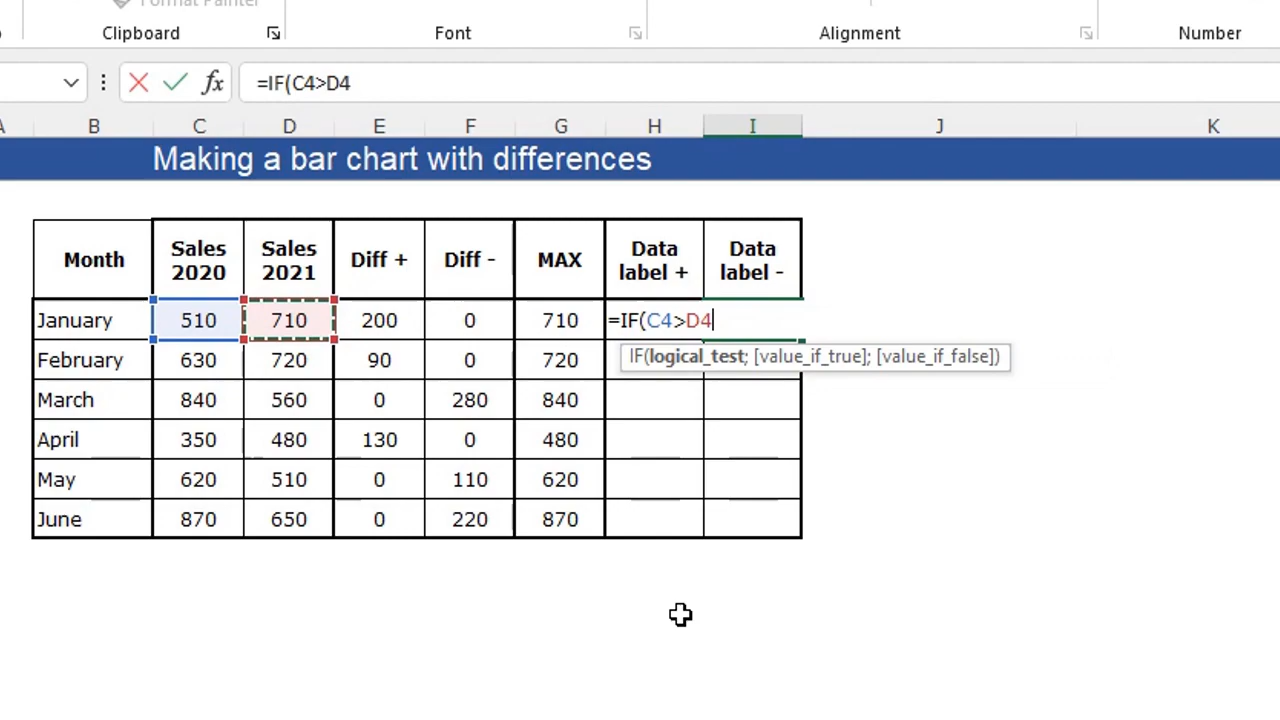 Format Painter
Clipboard Font Alignment Number
fx =IF(C4>D4
A B C D E F G H I J K
Making a bar chart with differences
Month Sales 2020 Sales 2021 Diff + Diff - MAX Data label + Data label -
January 510 710 200 0 710 =IF(C4>D4
IF(logical_test; [value_if_true]; [value_if_false])
February 630 720 90 0 720
March 840 560 0 280 840
April 350 480 130 0 480
May 620 510 0 110 620
June 870 650 0 220 870